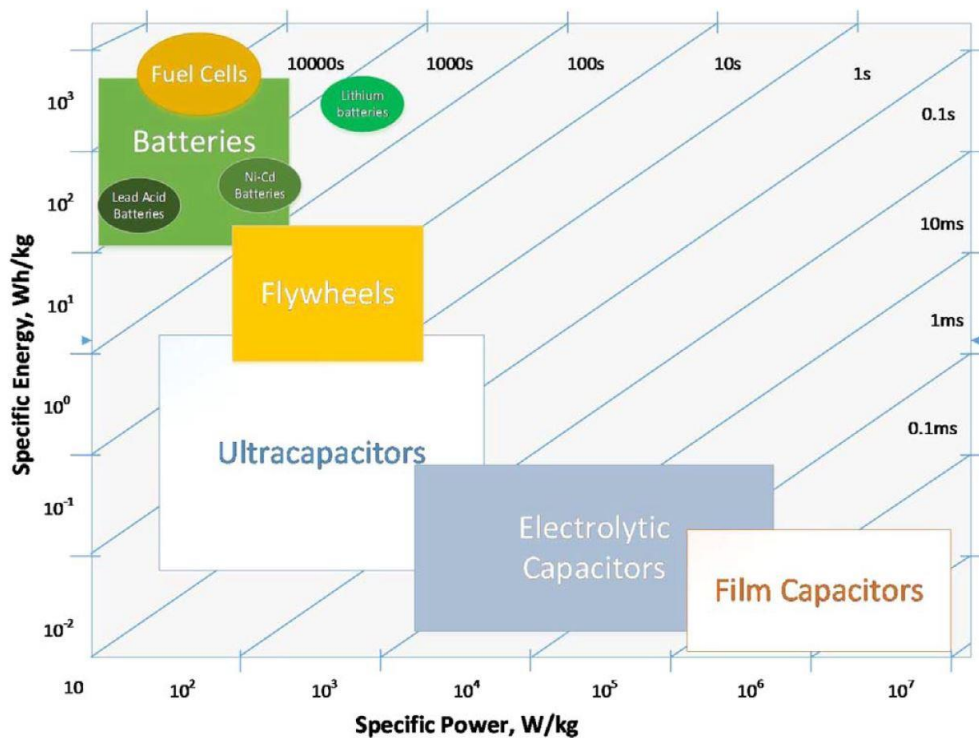 Fuel Cells
10000s
1000s
100s
10s
1s
Lithium
batteries
10³
0.1s
Batteries
Ni-Cd
Batteries
Lead Acid
Batteries
10²
10ms
Flywheels
10¹
1ms
Specific Energy, Wh/kg
10⁰
0.1ms
Ultracapacitors
10⁻¹
Electrolytic
Capacitors
Film Capacitors
10⁻²
10
10²
10³
10⁴
10⁵
10⁶
10⁷
Specific Power, W/kg